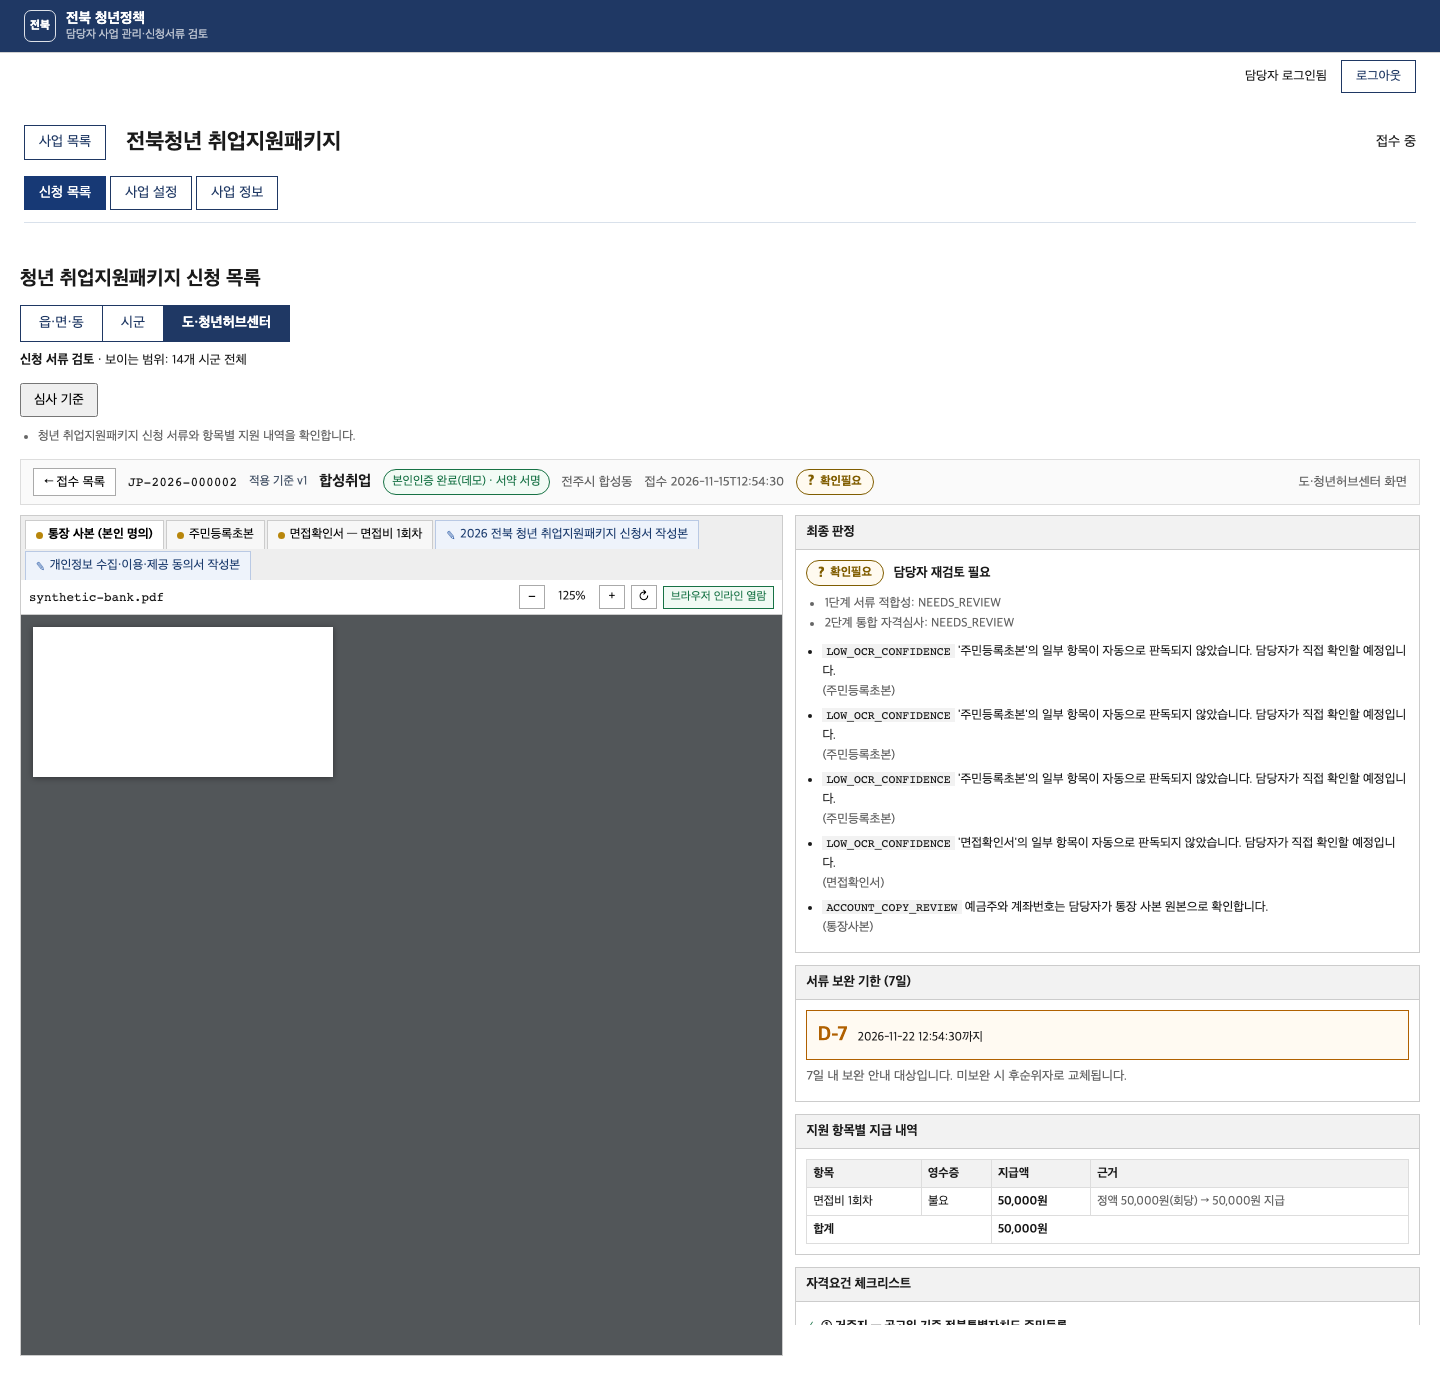 전북
전북 청년정책
담당자 사업 관리·신청서류 검토
담당자 로그인됨
로그아웃
사업 목록
전북청년 취업지원패키지
접수 중
신청 목록
사업 설정
사업 정보
청년 취업지원패키지 신청 목록
읍·면·동
시군
도·청년허브센터
신청 서류 검토 · 보이는 범위: 14개 시군 전체
심사 기준
청년 취업지원패키지 신청 서류와 항목별 지원 내역을 확인합니다.
← 접수 목록
JP-2026-000002
적용 기준 v1
합성취업
본인인증 완료(데모) · 서약 서명
전주시 합성동
접수 2026-11-15T12:54:30
? 확인필요
도·청년허브센터 화면
통장 사본 (본인 명의)
주민등록초본
면접확인서 — 면접비 1회차
✎ 2026 전북 청년 취업지원패키지 신청서 작성본
✎ 개인정보 수집·이용·제공 동의서 작성본
synthetic-bank.pdf
−
125%
+
↻
브라우저 인라인 열람
최종 판정
? 확인필요
담당자 재검토 필요
1단계 서류 적합성: NEEDS_REVIEW
2단계 통합 자격심사: NEEDS_REVIEW
LOW_OCR_CONFIDENCE '주민등록초본'의 일부 항목이 자동으로 판독되지 않았습니다. 담당자가 직접 확인할 예정입니
다.
(주민등록초본)
LOW_OCR_CONFIDENCE '주민등록초본'의 일부 항목이 자동으로 판독되지 않았습니다. 담당자가 직접 확인할 예정입니
다.
(주민등록초본)
LOW_OCR_CONFIDENCE '주민등록초본'의 일부 항목이 자동으로 판독되지 않았습니다. 담당자가 직접 확인할 예정입니
다.
(주민등록초본)
LOW_OCR_CONFIDENCE '면접확인서'의 일부 항목이 자동으로 판독되지 않았습니다. 담당자가 직접 확인할 예정입니
다.
(면접확인서)
ACCOUNT_COPY_REVIEW 예금주와 계좌번호는 담당자가 통장 사본 원본으로 확인합니다.
(통장사본)
서류 보완 기한 (7일)
D-7 2026-11-22 12:54:30까지
7일 내 보완 안내 대상입니다. 미보완 시 후순위자로 교체됩니다.
지원 항목별 지급 내역
항목 영수증 지급액 근거
면접비 1회차 불요 50,000원 정액 50,000원(회당) → 50,000원 지급
합계 50,000원
자격요건 체크리스트